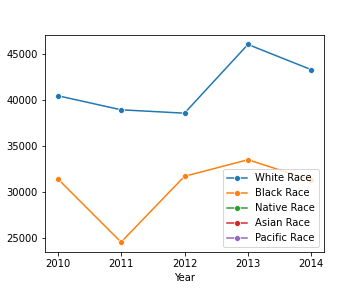 45000
40000
35000
30000
25000
2010 2011 2012 2013 2014
Year
White Race
Black Race
Native Race
Asian Race
Pacific Race